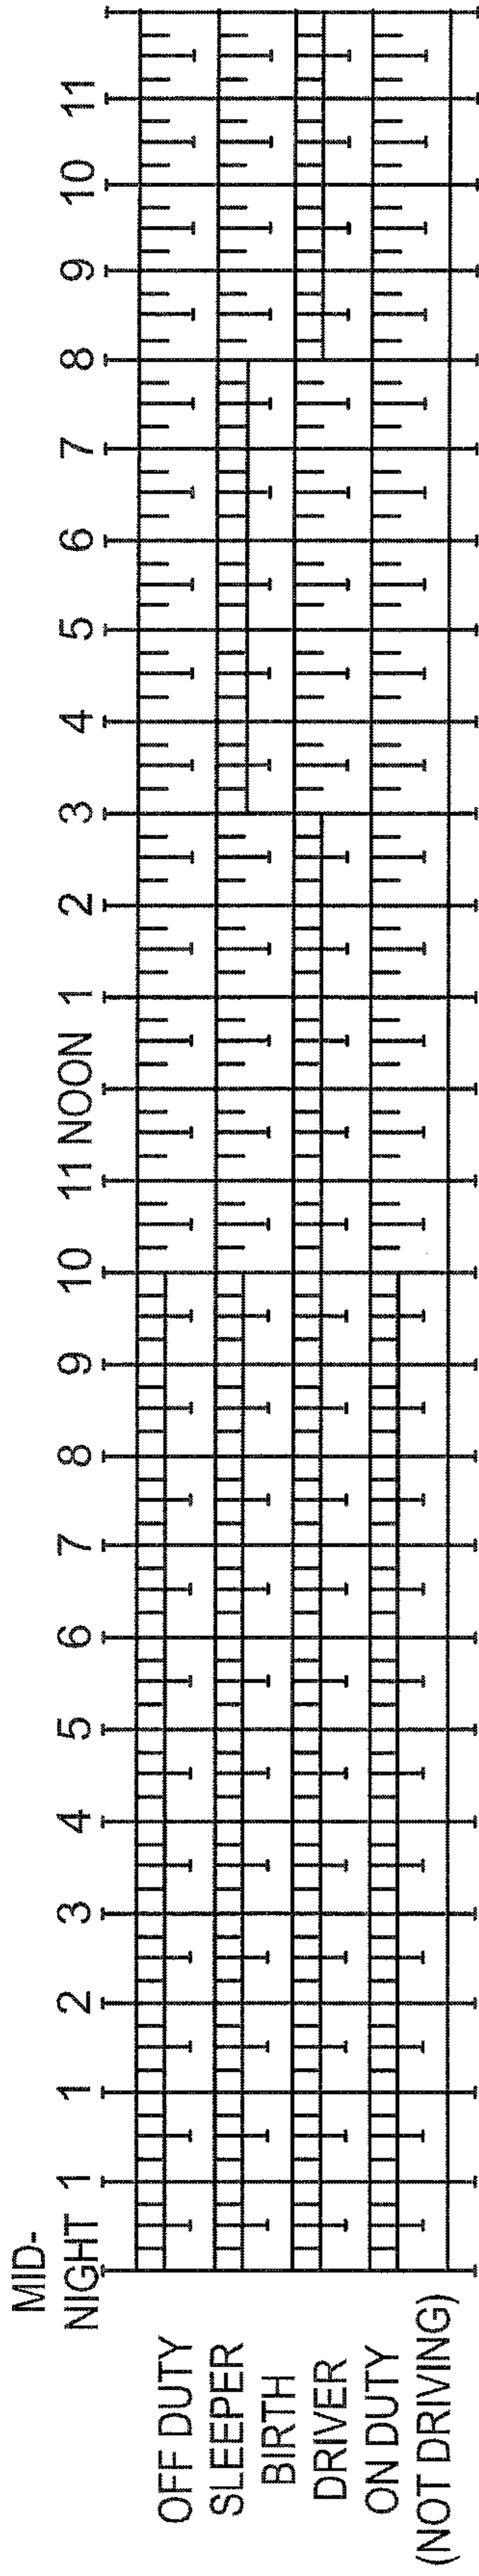 MID-
NIGHT 1 1 2 3 4 5 6 7 8 9 10 11 NOON 1 2 3 4 5 6 7 8 9 10 11
OFF DUTY
SLEEPER
BIRTH
DRIVER
ON DUTY
(NOT DRIVING)